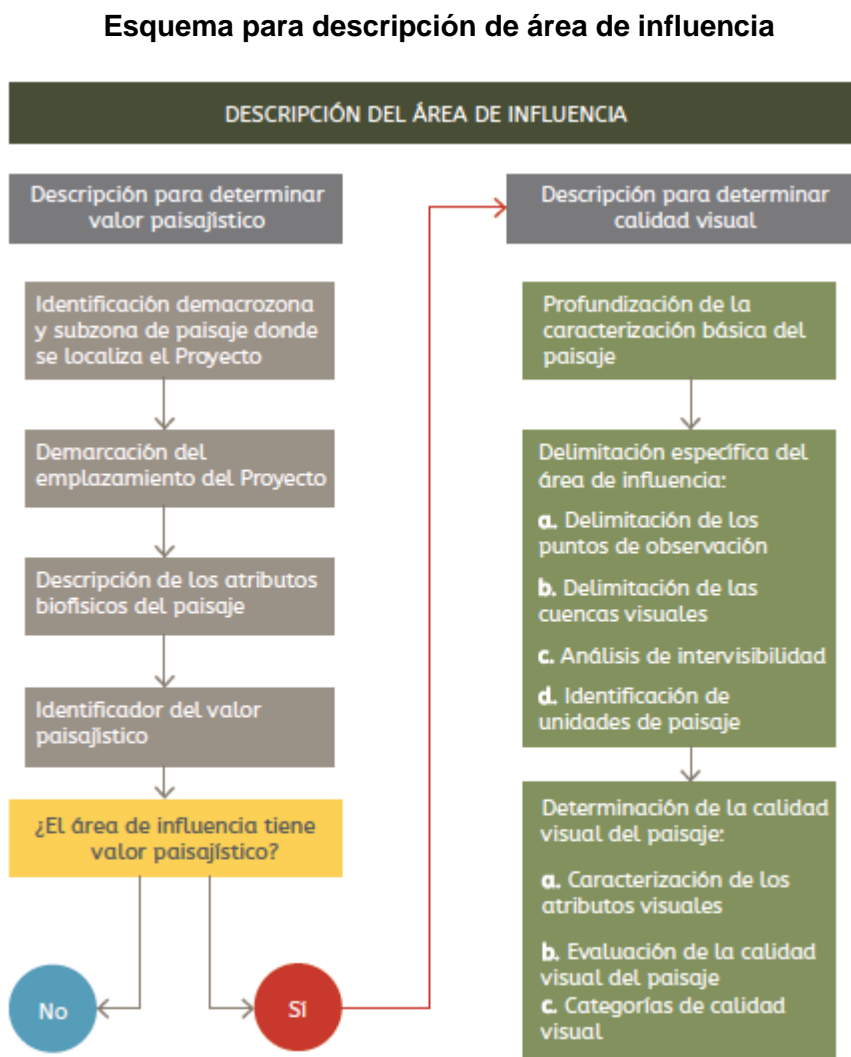 Esquema para descripción de área de influencia
DESCRIPCIÓN DEL ÁREA DE INFLUENCIA
Descripción para determinar
valor paisajístico
Identificación demacrozona
y subzona de paisaje donde
se localiza el Proyecto
Demarcación del
emplazamiento del Proyecto
Descripción de los atributos
biofísicos del paisaje
Identificador del valor
paisajístico
¿El área de influencia tiene
valor paisajístico?
No
Sí
Descripción para determinar
calidad visual
Profundización de la
caracterización básica del
paisaje
Delimitación específica del
área de influencia:
a. Delimitación de los
puntos de observación
b. Delimitación de las
cuencas visuales
c. Análisis de intervisibilidad
d. Identificación de
unidades de paisaje
Determinación de la calidad
visual del paisaje:
a. Caracterización de los
atributos visuales
b. Evaluación de la calidad
visual del paisaje
c. Categorías de calidad
visual